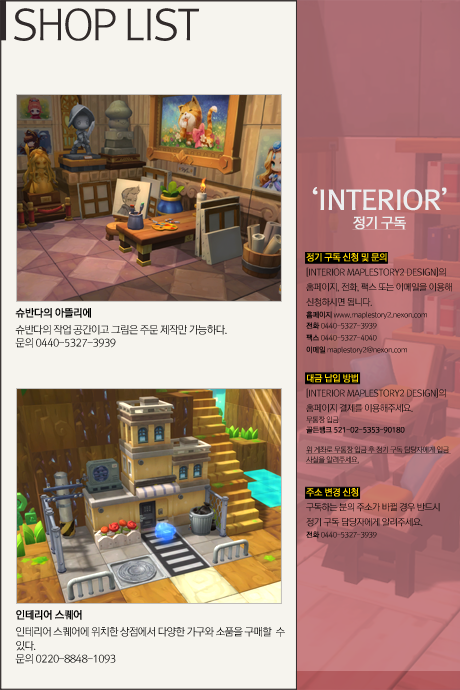 SHOP LIST
슈반다의 아뜰리에
슈반다의 작업 공간이고 그림은 주문 제작만 가능하다.
문의 0440-5327-3939
인테리어 스퀘어
인테리어 스퀘어에 위치한 상점에서 다양한 가구와 소품을 구매할 수
있다.
문의 0220-8848-1093
'INTERIOR'
정기 구독
정기 구독 신청 및 문의
[INTERIOR MAPLESTORY2 DESIGN]의
홈페이지, 전화, 팩스 또는 이메일을 이용해
신청하시면 됩니다.
홈페이지 www.maplestory2.nexon.com
전화 0440-5327-3939
팩스 0440-5327-4040
이메일 maplestory2@nexon.com
대금 납입 방법
[INTERIOR MAPLESTORY2 DESIGN]의
홈페이지 결제를 이용해주세요.
무통장 입금
골든뱅크 521-02-5353-90180
위 계좌로 무통장 입금 후 정기 구독 담당자에게 입금
사실을 알려주세요.
주소 변경 신청
구독하는 분의 주소가 바뀔 경우 반드시
정기 구독 담당자에게 알려주세요.
전화 0440-5327-3939